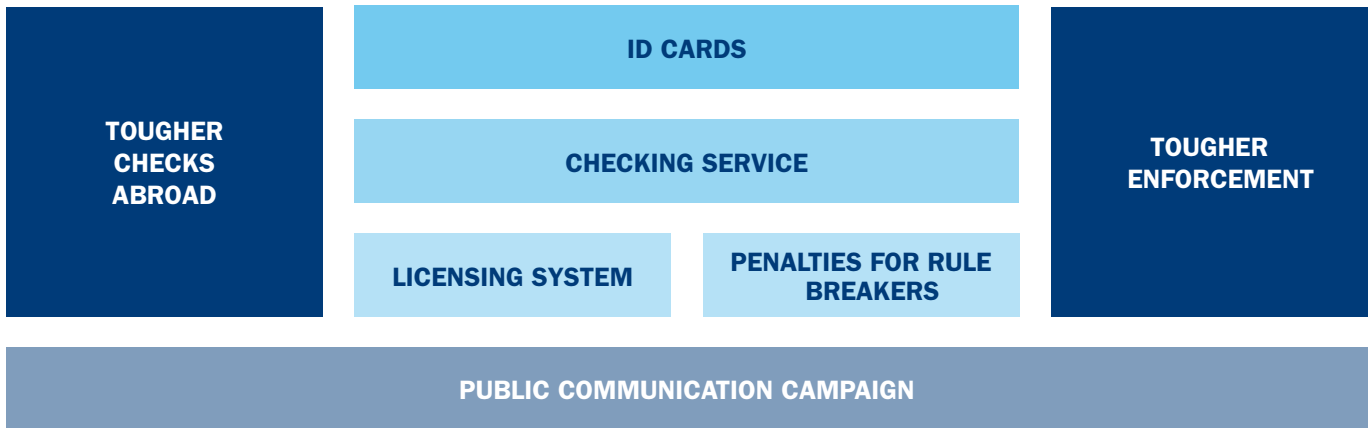 TOUGHER
CHECKS
ABROAD
ID CARDS
CHECKING SERVICE
LICENSING SYSTEM
PENALTIES FOR RULE
BREAKERS
TOUGHER
ENFORCEMENT
PUBLIC COMMUNICATION CAMPAIGN